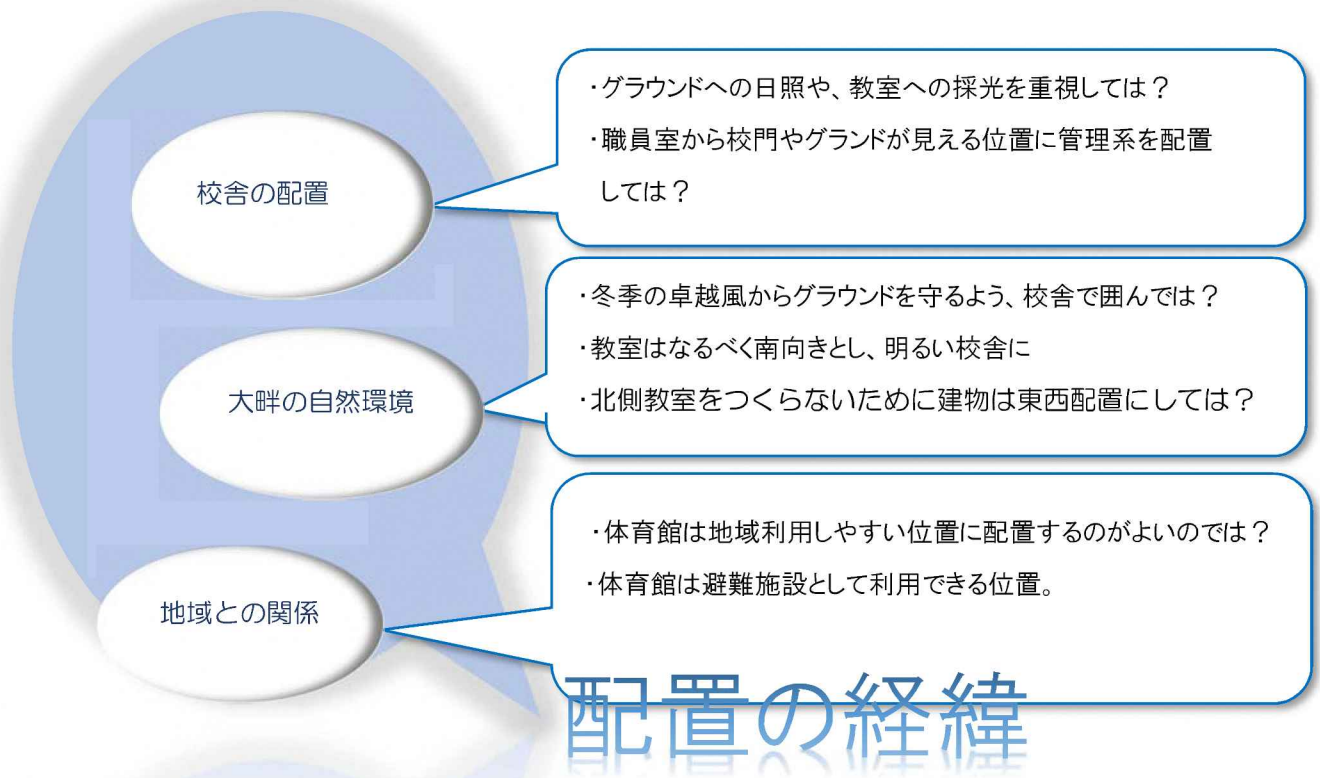 校舎の配置
・グラウンドへの日照や、教室への採光を重視しては？
・職員室から校門やグランドが見える位置に管理系を配置
しては？
大畔の自然環境
・冬季の卓越風からグラウンドを守るよう、校舎で囲んでは？
・教室はなるべく南向きとし、明るい校舎に
・北側教室をつくらないために建物は東西配置にしては？
地域との関係
・体育館は地域利用しやすい位置に配置するのがよいのでは？
・体育館は避難施設として利用できる位置。
配置の経緯